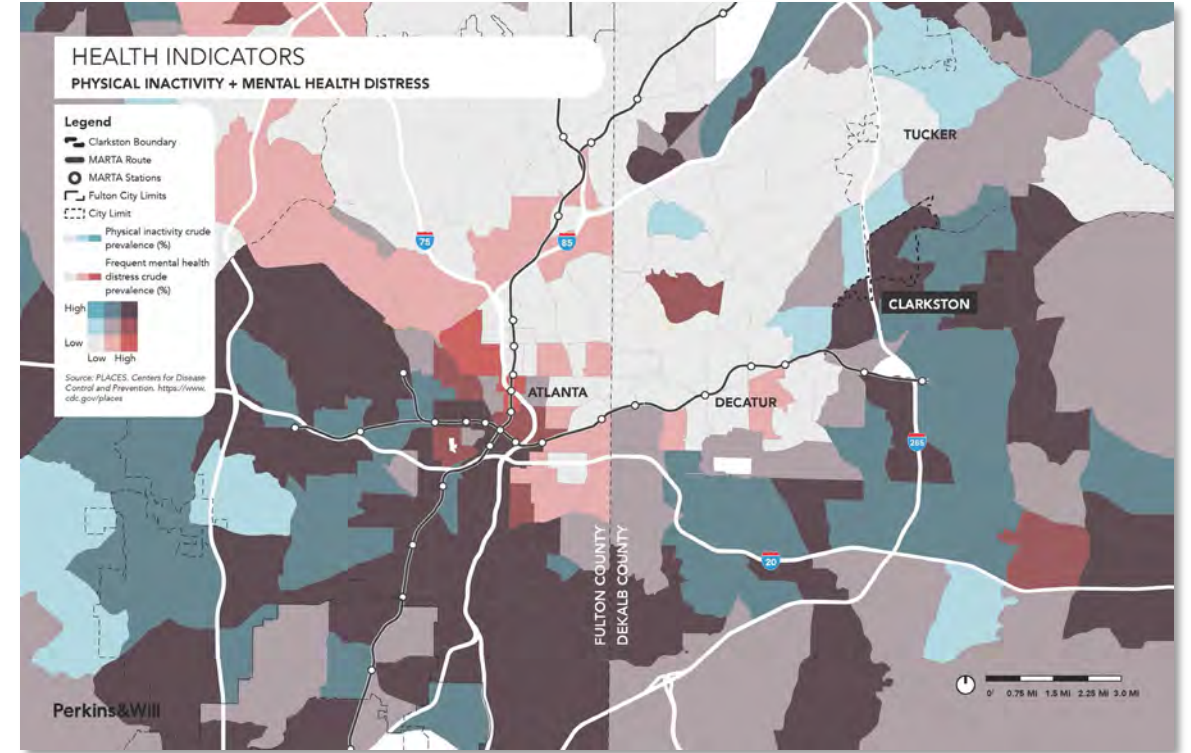 HEALTH INDICATORS
PHYSICAL INACTIVITY + MENTAL HEALTH DISTRESS
Legend
Clarkston Boundary
MARTA Route
MARTA Stations
Fulton City Limits
City Limit
Physical inactivity crude
prevalence (%)
Frequent mental health
distress crude
prevalence (%)
High
Low
Low High
Source: PLACES. Centers for Disease
Control and Prevention. https://www.
cdc.gov/places
TUCKER
75
85
CLARKSTON
ATLANTA
DECATUR
285
20
FULTON COUNTY
DEKALB COUNTY
0' 0.75 Mi 1.5 Mi 2.25 Mi 3.0 Mi
Perkins&Will